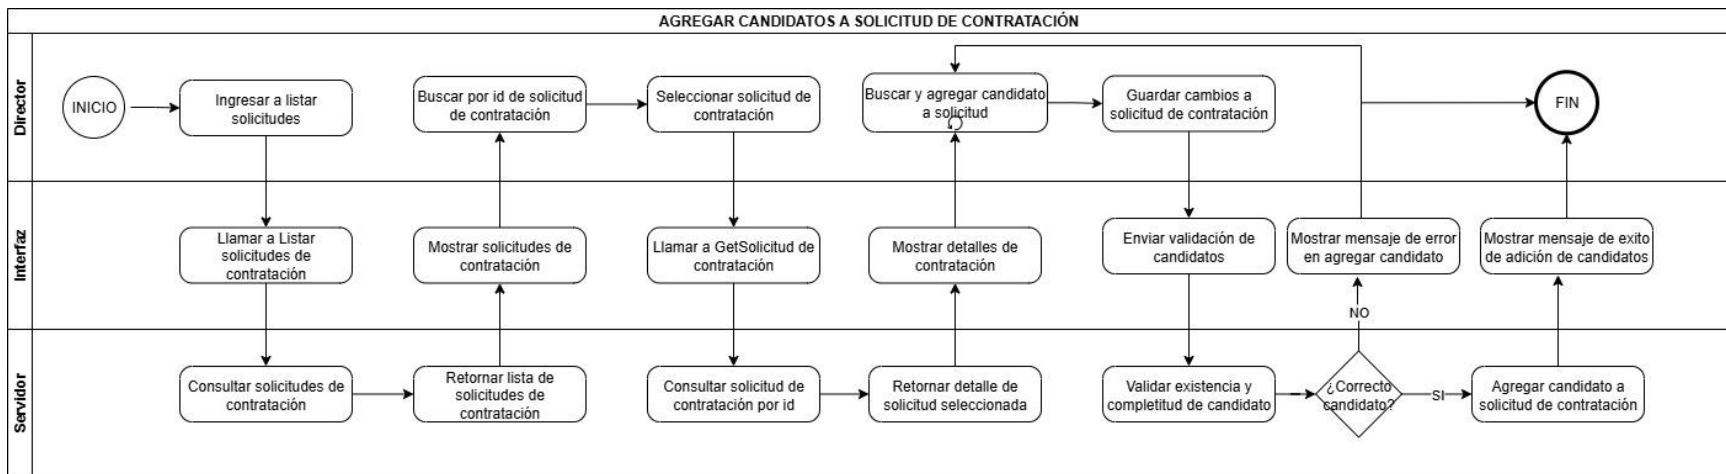 AGREGAR CANDIDATOS A SOLICITUD DE CONTRATACIÓN
Director
INICIO
Ingresar a listar
solicitudes
Buscar por id de solicitud
de contratación
Seleccionar solicitud de
contratación
Buscar y agregar candidato
a solicitud
Guardar cambios a
solicitud de contratación
FIN
Interfaz
Llamar a Listar
solicitudes de
contratación
Mostrar solicitudes de
contratación
Llamar a GetSolicitud de
contratación
Mostrar detalles de
contratación
Enviar validación de
candidatos
Mostrar mensaje de error
en agregar candidato
Mostrar mensaje de exito
de adición de candidatos
NO
Servidor
Consultar solicitudes de
contratación
Retornar lista de
solicitudes de
contratación
Consultar solicitud de
contratación por id
Retornar detalle de
solicitud seleccionada
Validar existencia y
completitud de candidato
¿Correcto
candidato?
SI
Agregar candidato a
solicitud de contratación